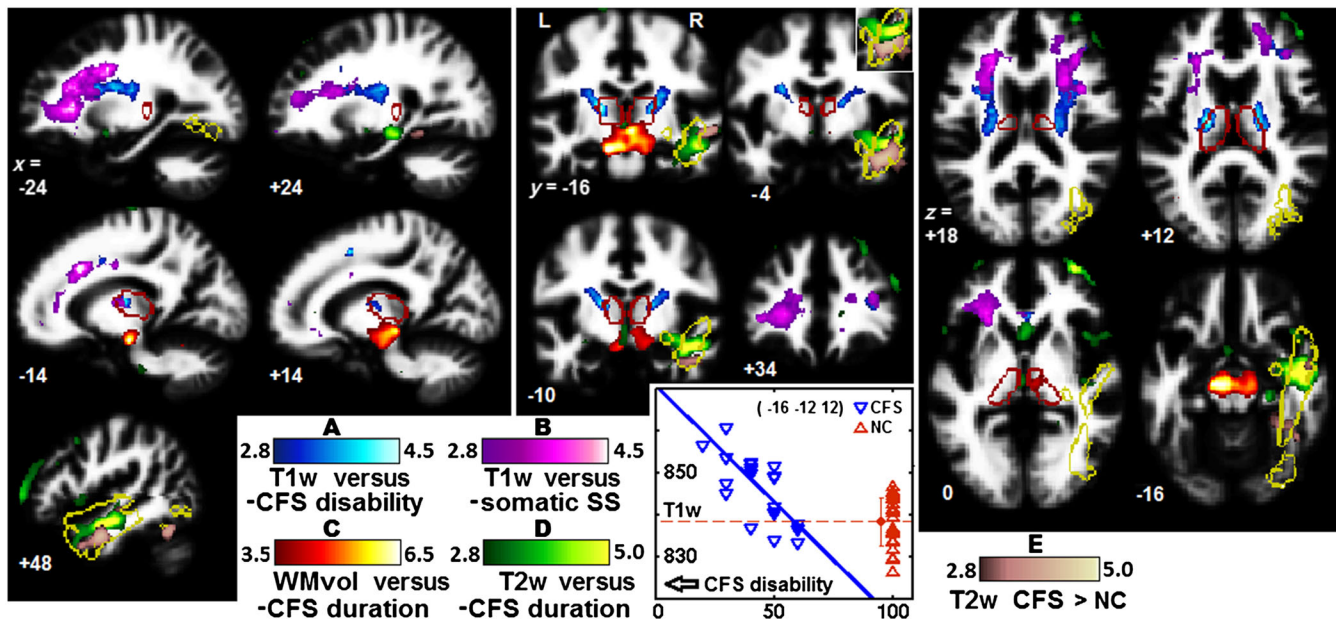 x =
-24
+24
-14
+14
+48
L R
y = -16
-4
-10
+34
z =
+18
+12
0
-16
A
2.8 4.5
T1w versus
-CFS disability
B
2.8 4.5
T1w versus
-somatic SS
C
3.5 6.5
WMvol versus
-CFS duration
D
2.8 5.0
T2w versus
-CFS duration
( -16 -12 12) CFS
NC
850
T1w
830
CFS disability
0 50 100
E
2.8 5.0
T2w CFS > NC